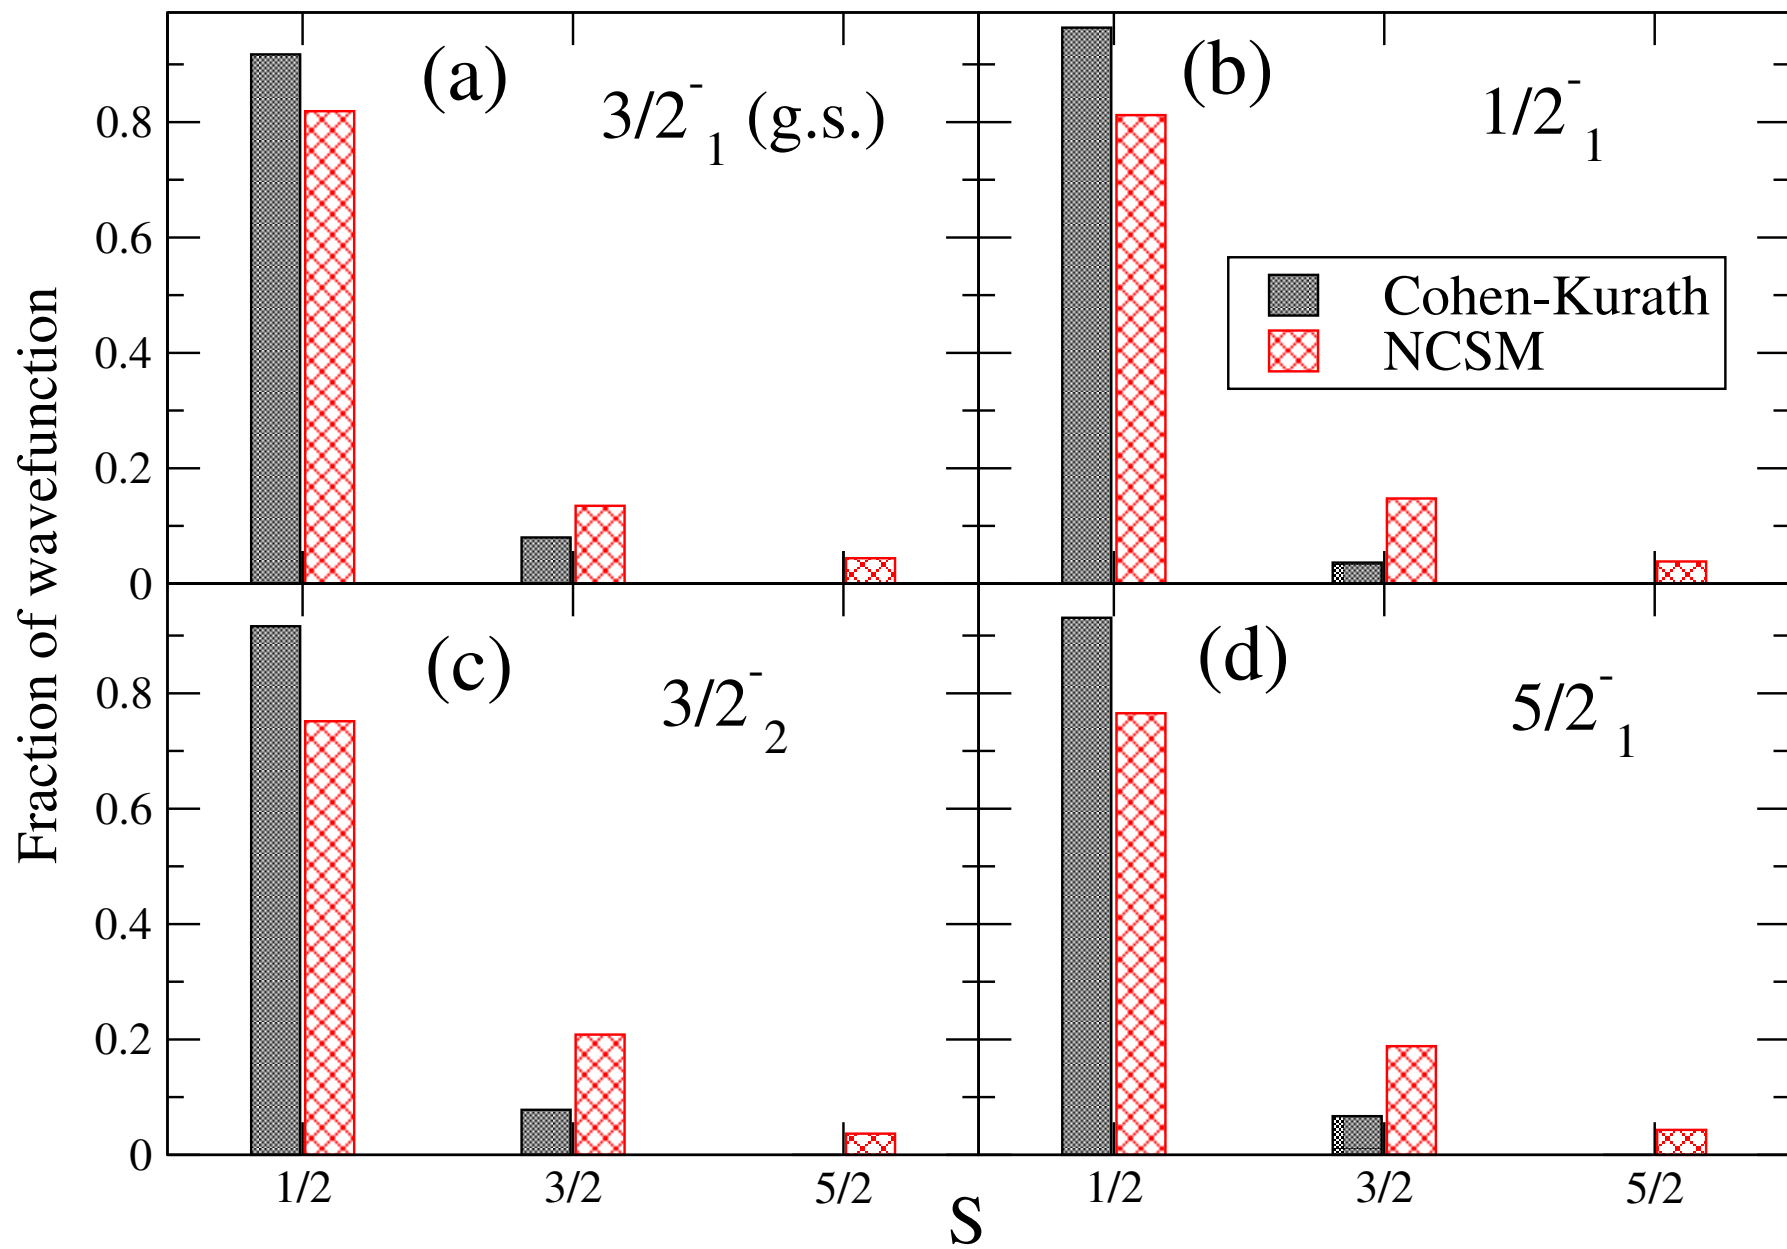 Fraction of wavefunction
(a)
3/2⁻₁ (g.s.)
0.8
0.6
0.4
0.2
0
(b)
1/2⁻₁
Cohen-Kurath
NCSM
(c)
3/2⁻₂
0.8
0.6
0.4
0.2
0
1/2 3/2 5/2
(d)
5/2⁻₁
1/2 3/2 5/2
S